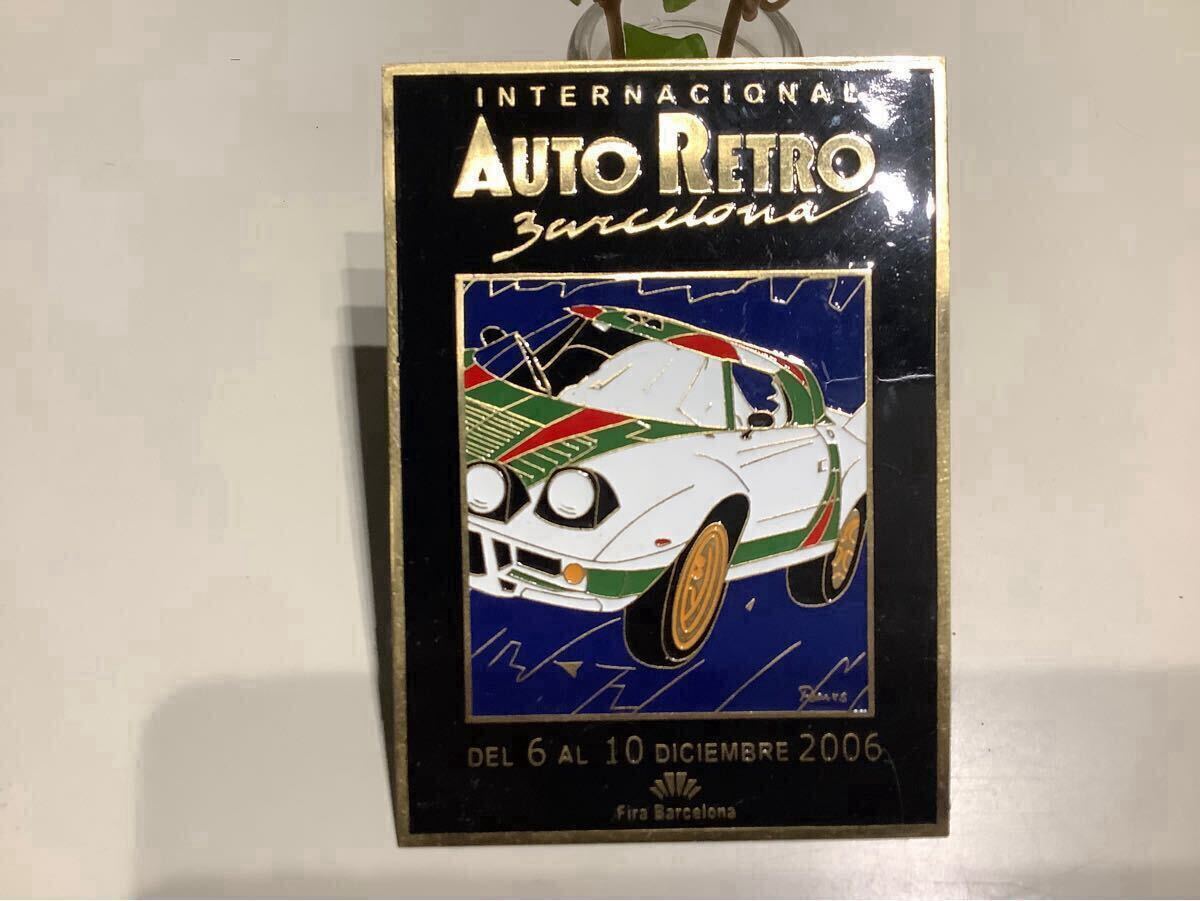 INTERNACIONAL
AUTO RETRO
Barcelona
DEL 6 AL 10 DICIEMBRE 2006
Fira Barcelona